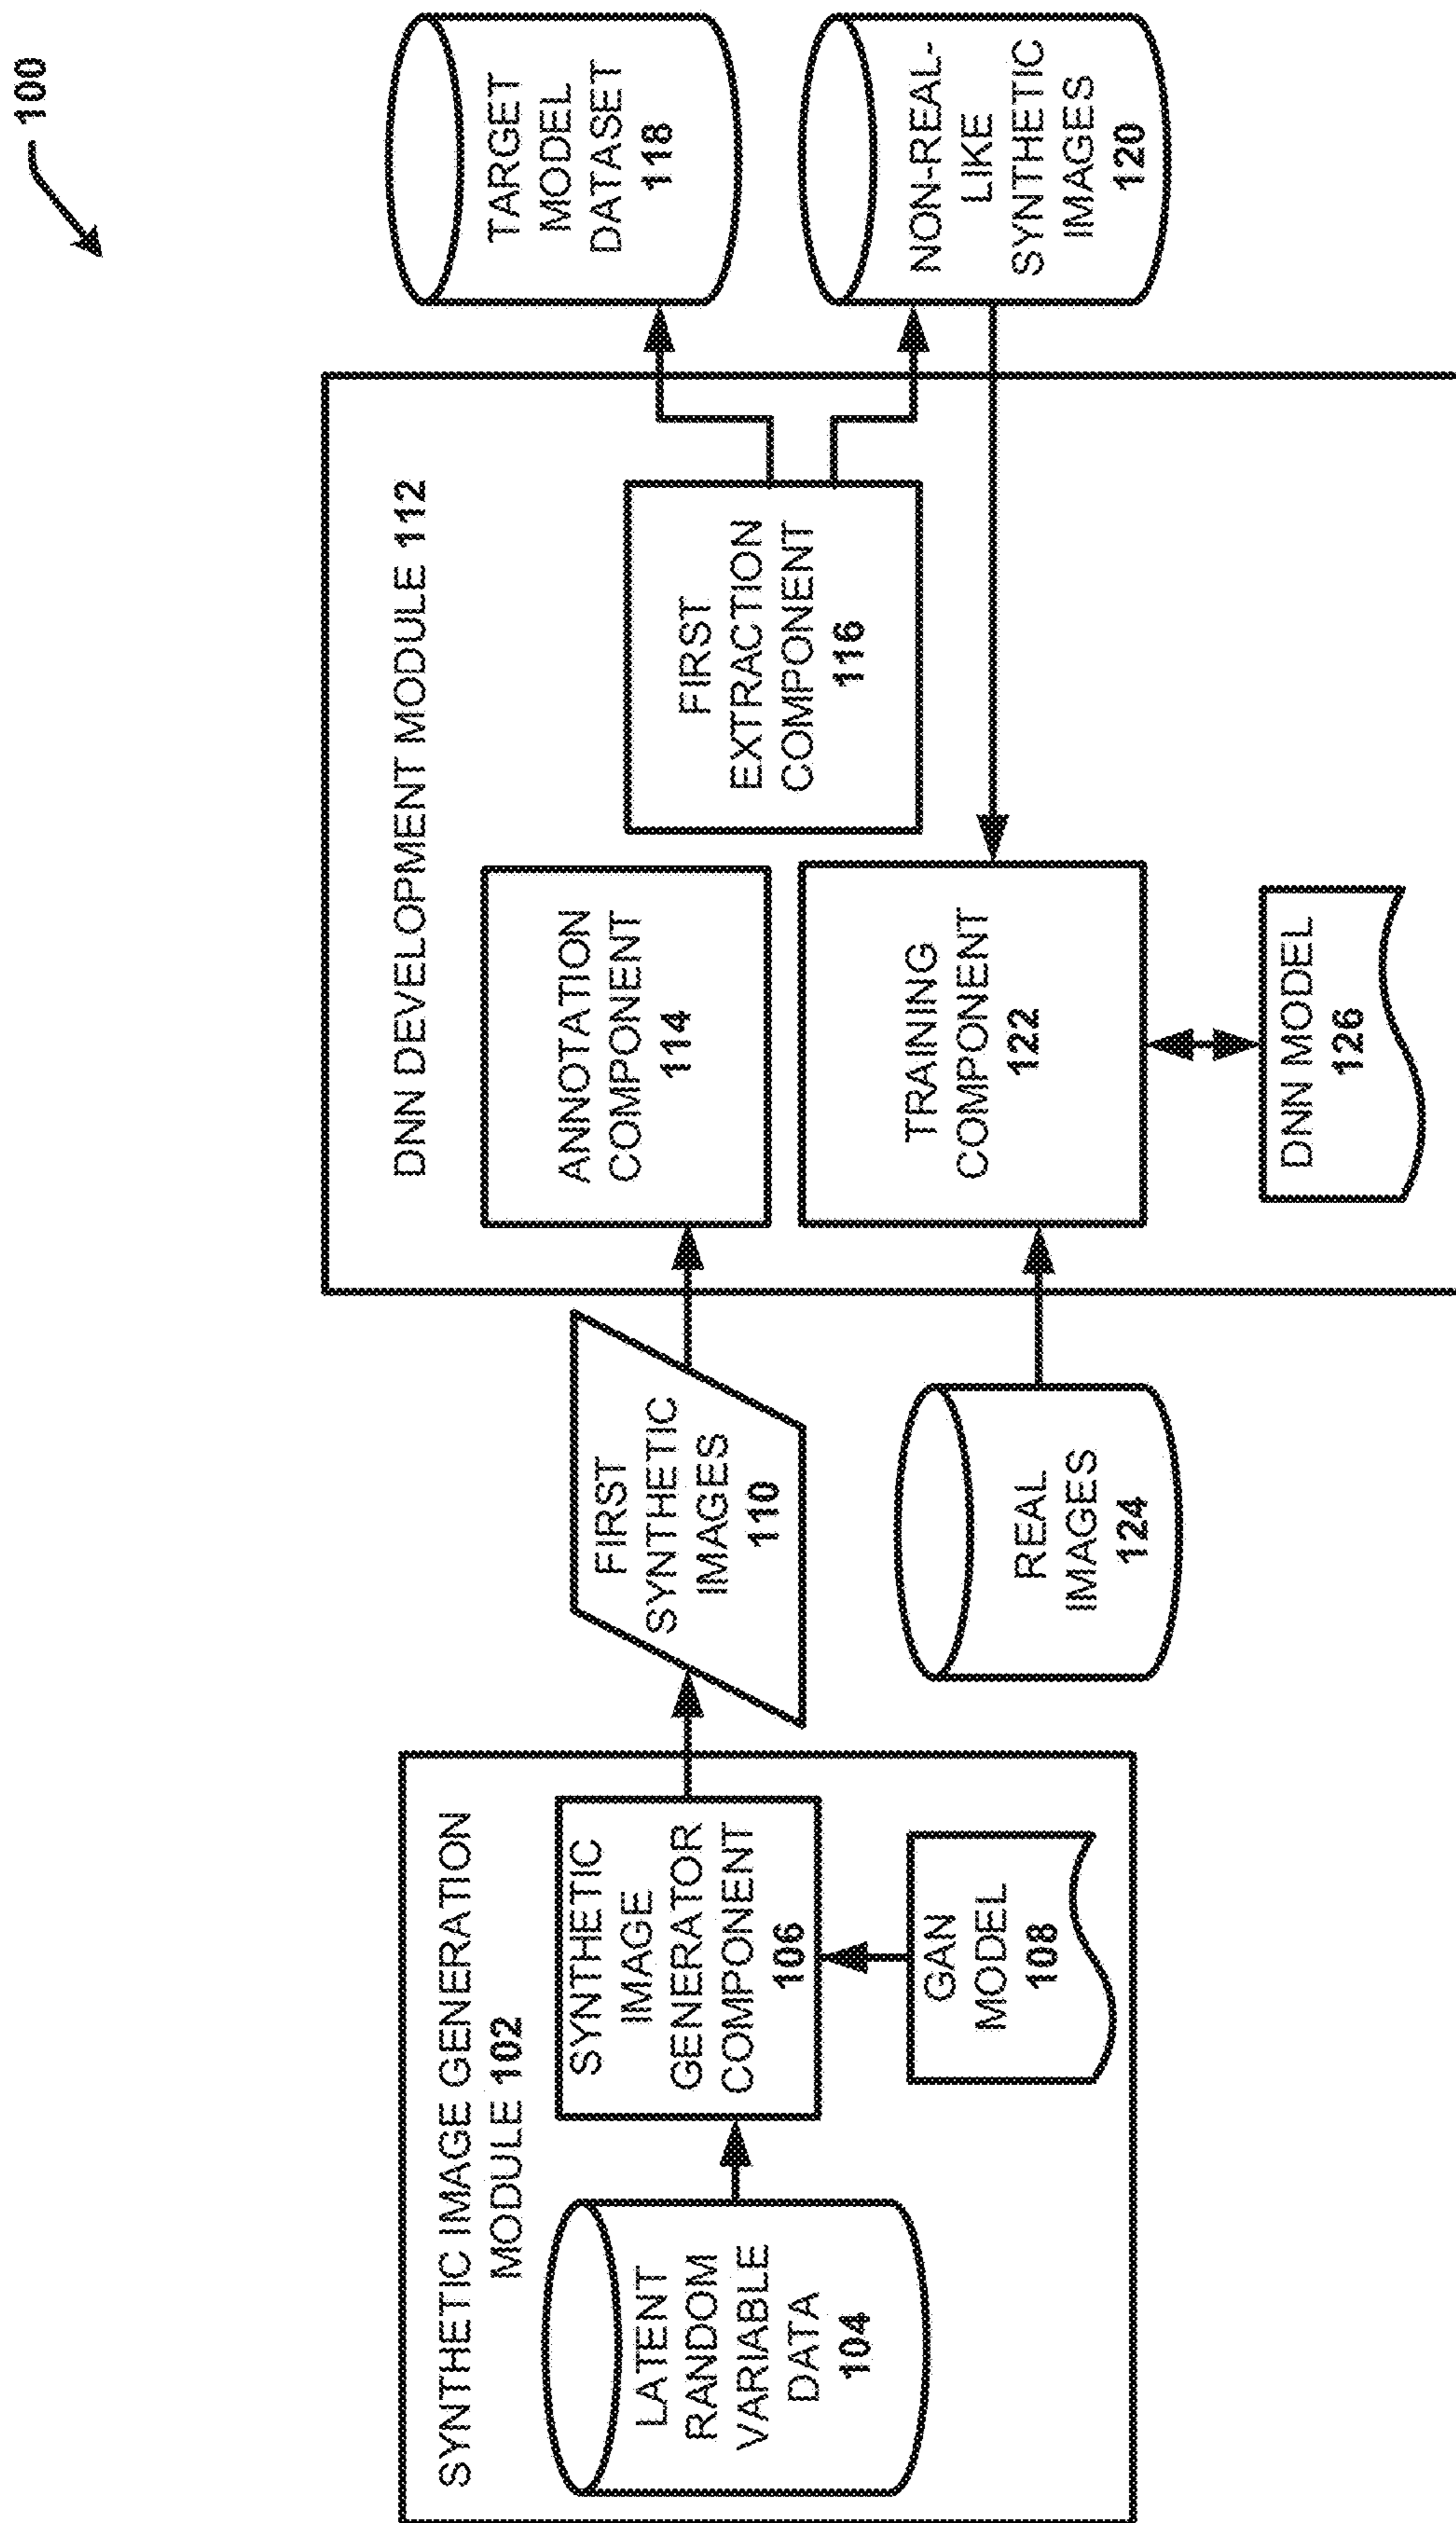 100
SYNTHETIC IMAGE GENERATION
MODULE 102
LATENT
RANDOM
VARIABLE
DATA
104
SYNTHETIC
IMAGE
GENERATOR
COMPONENT
106
GAN
MODEL
108
FIRST
SYNTHETIC
IMAGES
110
REAL
IMAGES
124
DNN DEVELOPMENT MODULE 112
ANNOTATION
COMPONENT
114
FIRST
EXTRACTION
COMPONENT
116
TRAINING
COMPONENT
122
DNN MODEL
126
TARGET
MODEL
DATASET
118
NON-REAL-
LIKE
SYNTHETIC
IMAGES
120